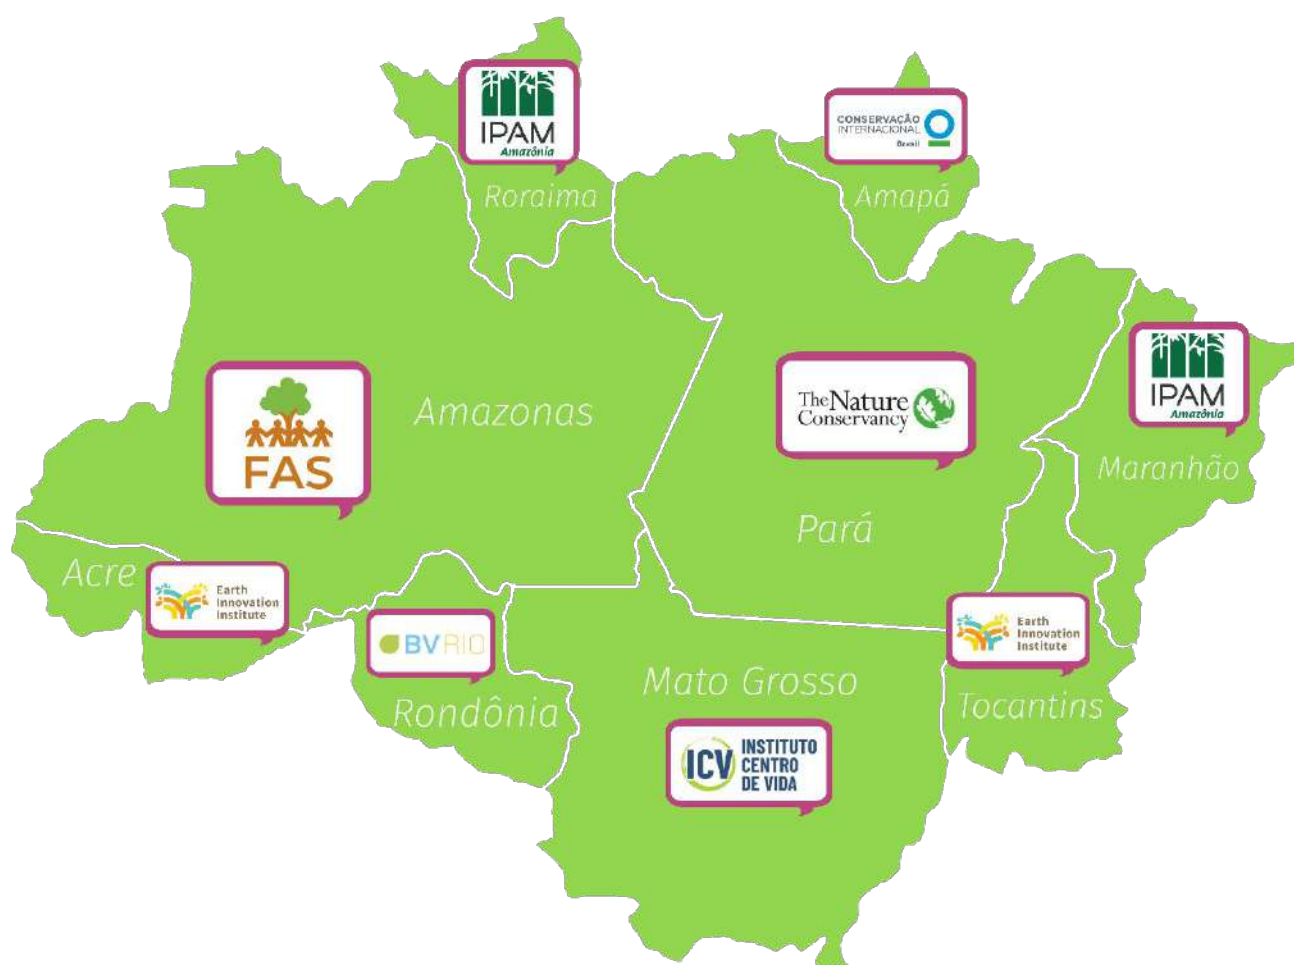 IPAM
Amazônia
Roraima
CONSERVAÇÃO
INTERNACIONAL
Brasil
Amapá
IPAM
Amazônia
Maranhão
FAS
Amazonas
The Nature
Conservancy
Pará
Acre
Earth
Innovation
Institute
BVRIO
Rondônia
Mato Grosso
ICV
INSTITUTO
CENTRO
DE VIDA
Earth
Innovation
Institute
Tocantins